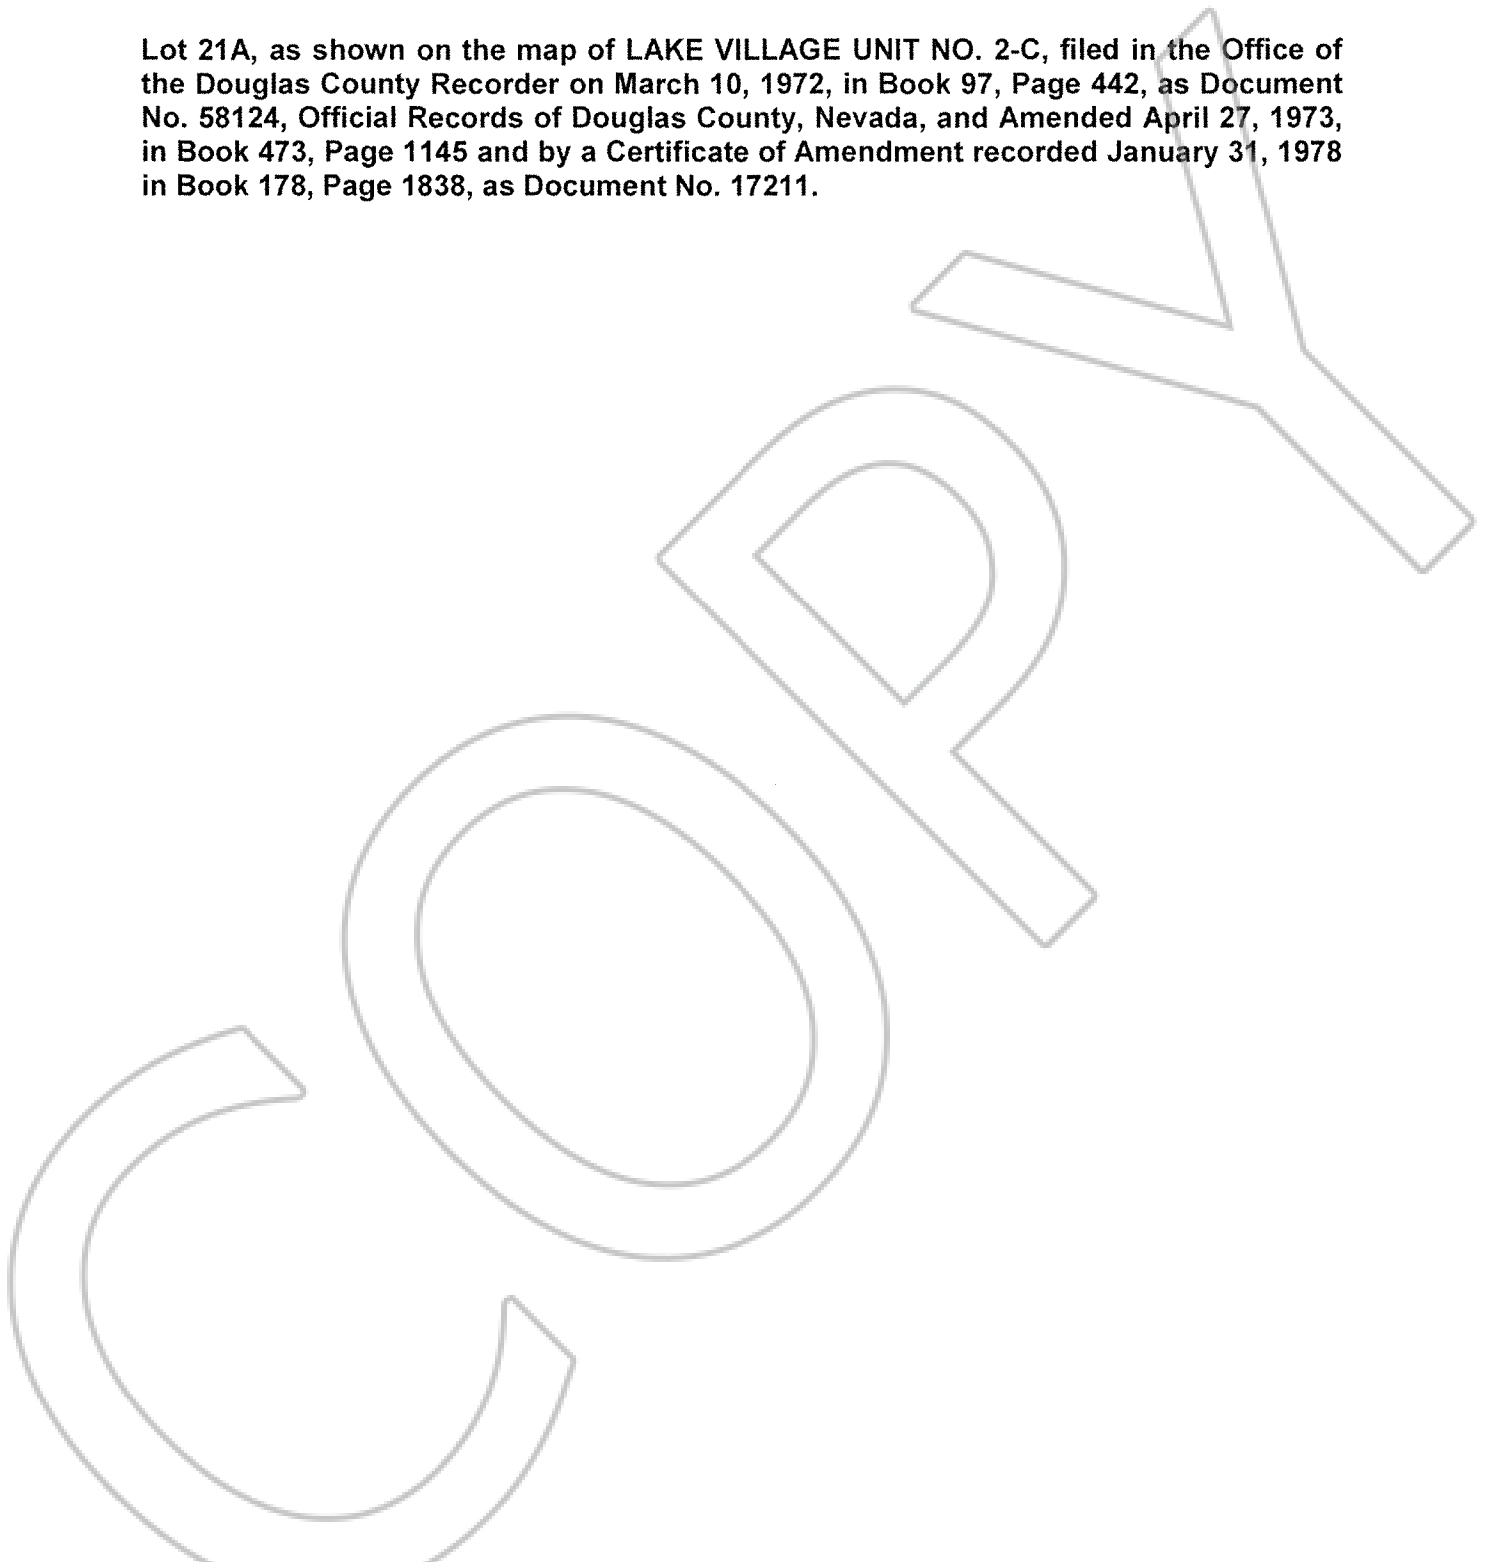 Lot 21A, as shown on the map of LAKE VILLAGE UNIT NO. 2-C, filed in the Office of
the Douglas County Recorder on March 10, 1972, in Book 97, Page 442, as Document
No. 58124, Official Records of Douglas County, Nevada, and Amended April 27, 1973,
in Book 473, Page 1145 and by a Certificate of Amendment recorded January 31, 1978
in Book 178, Page 1838, as Document No. 17211.
COPY